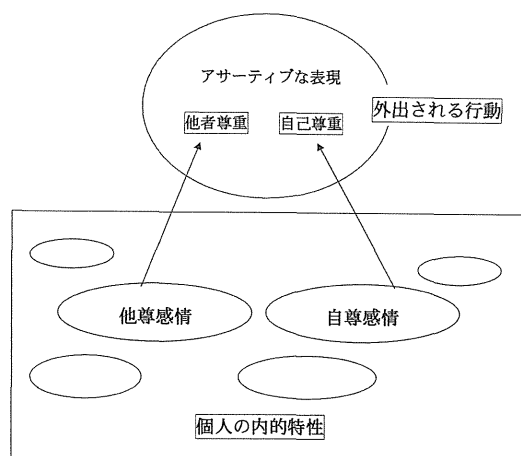 アサーティブな表現
外出される行動
他者尊重
自己尊重
他尊感情
自尊感情
個人の内的特性